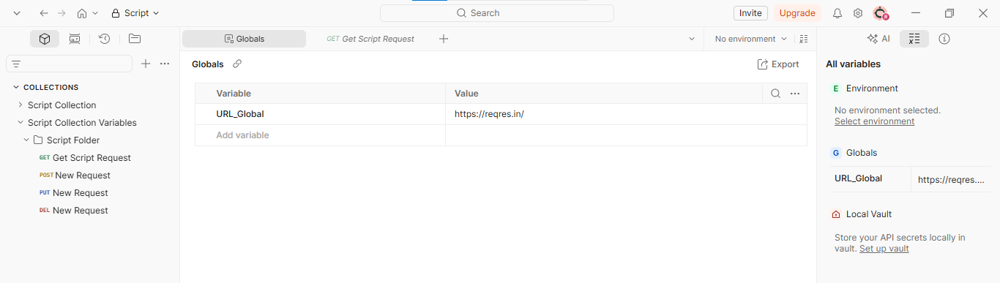 Script
Search
Invite
Upgrade
Globals
GET Get Script Request
No environment
AI
Globals
Export
All variables
COLLECTIONS
Script Collection
Script Collection Variables
Script Folder
GET Get Script Request
POST New Request
PUT New Request
DEL New Request
Variable Value
URL_Global https://reqres.in/
Add variable
E Environment
No environment selected.
Select environment
G Globals
URL_Global https://reqres....
Local Vault
Store your API secrets locally in
vault. Set up vault